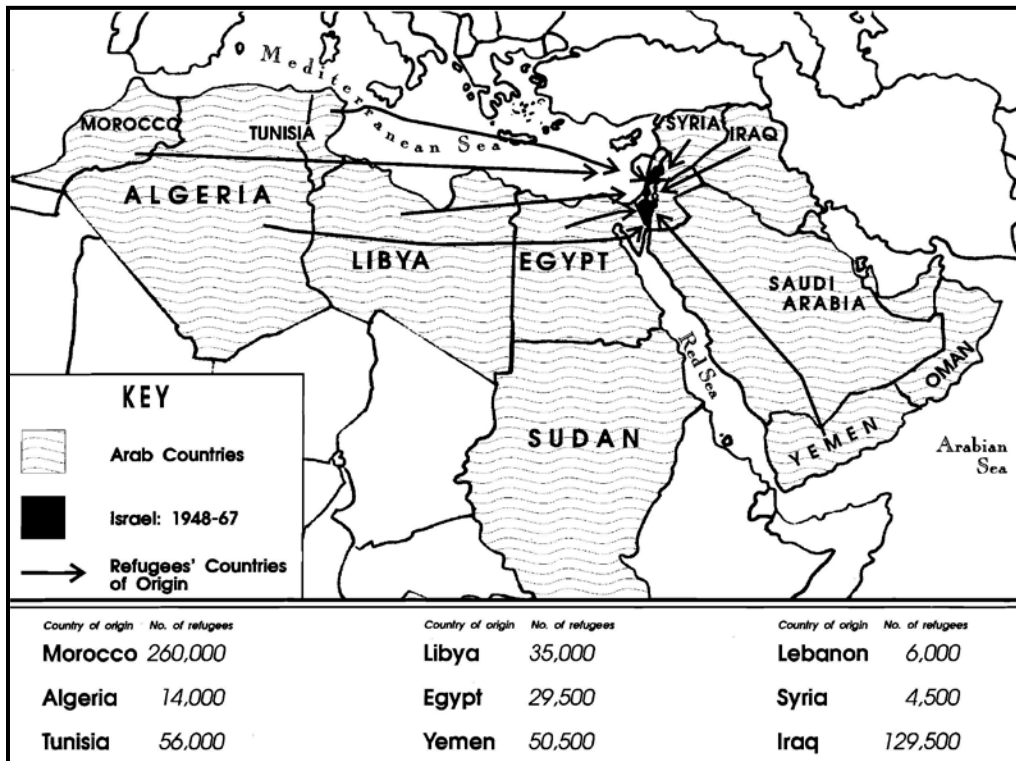 Mediterranean Sea
MOROCCO
TUNISIA
SYRIA
IRAQ
ALGERIA
LIBYA
EGYPT
SAUDI
ARABIA
Red Sea
OMAN
SUDAN
YEMEN
Arabian
Sea
KEY
Arab Countries
Israel: 1948-67
Refugees' Countries
of Origin
Country of origin No. of refugees
Morocco 260,000
Algeria 14,000
Tunisia 56,000
Country of origin No. of refugees
Libya 35,000
Egypt 29,500
Yemen 50,500
Country of origin No. of refugees
Lebanon 6,000
Syria 4,500
Iraq 129,500